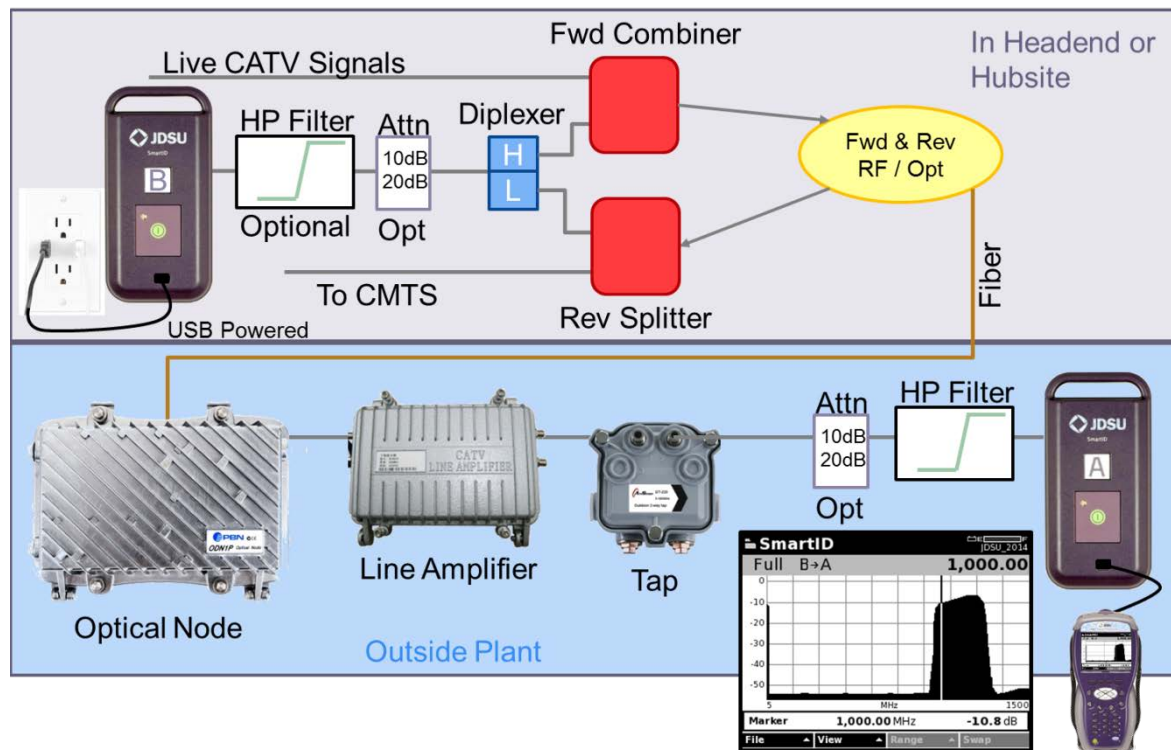 Fwd Combiner
In Headend or
Hubsite
Live CATV Signals
JDSU
SmartID
B
HP Filter
Optional
Attn
10dB
20dB
Opt
Diplexer
H
L
Fwd & Rev
RF / Opt
To CMTS
Rev Splitter
USB Powered
Fiber
PBN
ODN1P Optical Node
Optical Node
CATV
LINE AMPLIFIER
Line Amplifier
Tap
Outside Plant
Attn
10dB
20dB
Opt
HP Filter
JDSU
SmartID
A
SmartID
E F
JDSU_2014
Full B→A 1,000.00
0
-10
-20
-30
-40
-50
5 MHz 1500
Marker 1,000.00 MHz -10.8 dB
File View Range Swap